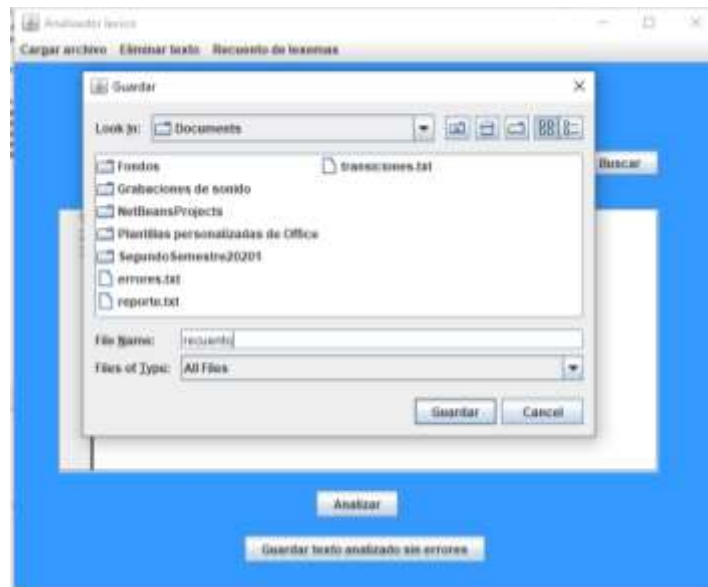 Analizador lexico
Cargar archivo Eliminar texto Recuento de lexemas
Guardar
Look In: Documents
Buscar
Fondos
transiciones.txt
Grabaciones de sonido
NetBeansProjects
Plantillas personalizadas de Office
SegundoSemestre20201
errores.txt
reporte.txt
File Name: recuento
Files of Type: All Files
Guardar Cancel
Analizar
Guardar texto analizado sin errores